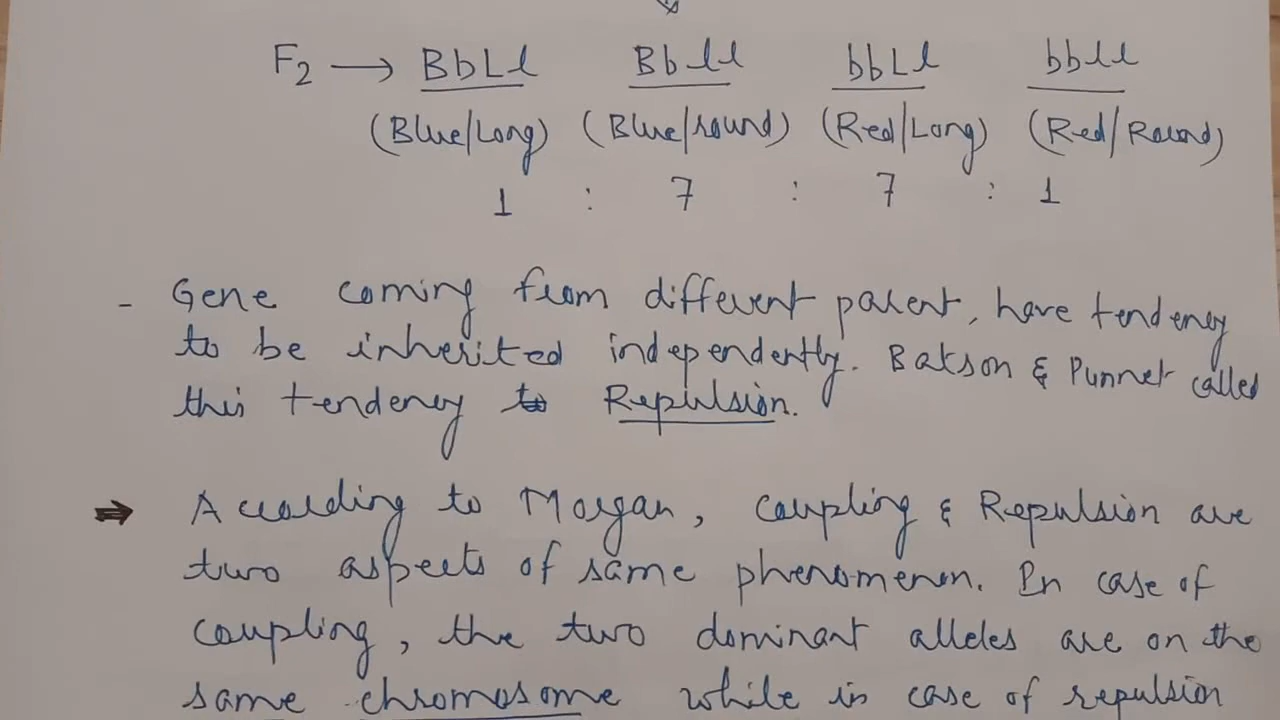 F2 → BbLl Bbll bbLl bbll
(Blue/Long) (Blue/round) (Red/Long) (Red/Round)
1 : 7 : 7 : 1
- Gene coming from different parent, have tendency
to be inherited independently. Batson & Punnet called
this tendency to Repulsion.
⇒ According to Morgan, Coupling & Repulsion are
two aspects of same phenomenon. In case of
coupling, the two dominant alleles are on the
same chromosome while in case of repulsion